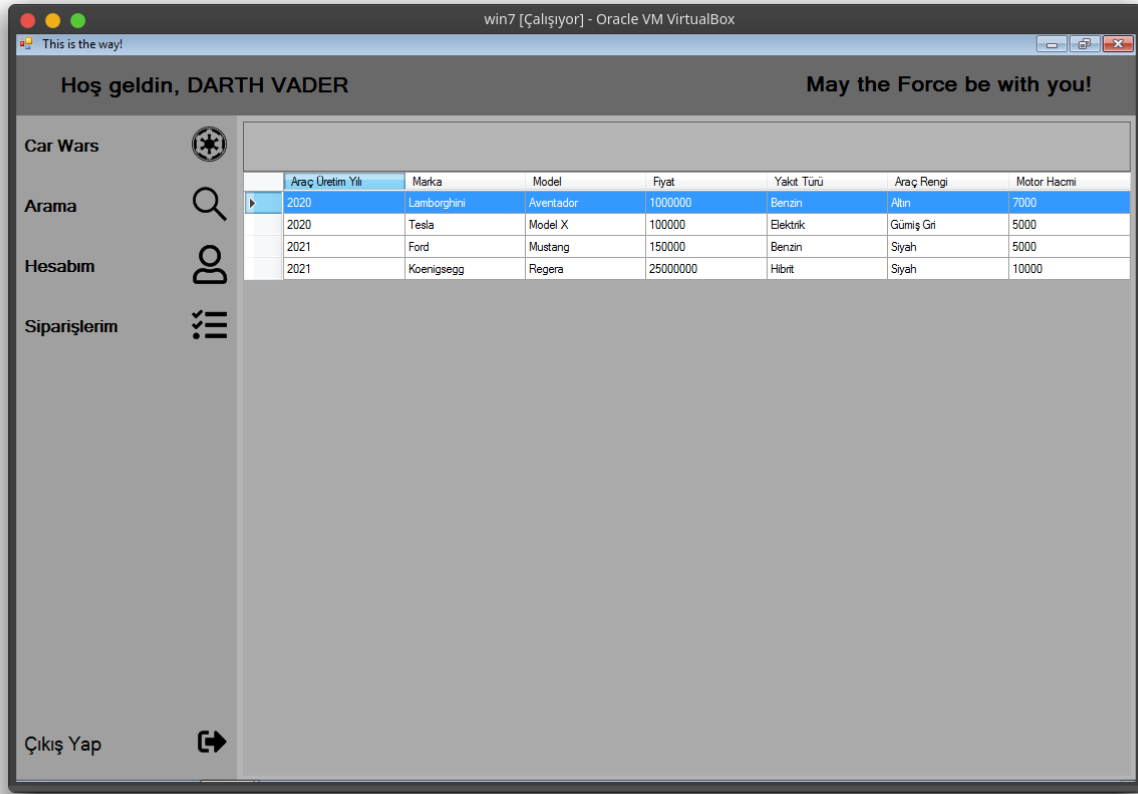 win7 [Çalışıyor] - Oracle VM VirtualBox
This is the way!
Hoş geldin, DARTH VADER
May the Force be with you!
Car Wars
Arama
Hesabım
Siparişlerim
Araç Üretim Yılı Marka Model Fiyat Yakıt Türü Araç Rengi Motor Hacmi
2020 Lamborghini Aventador 1000000 Benzin Altın 7000
2020 Tesla Model X 100000 Elektrik Gümiş Gri 5000
2021 Ford Mustang 150000 Benzin Siyah 5000
2021 Koenigsegg Regera 25000000 Hibrit Siyah 10000
Çıkış Yap